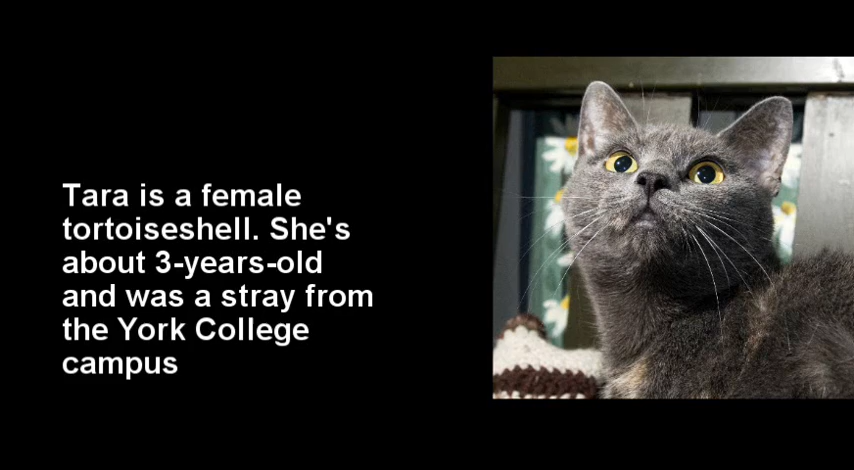 Tara is a female
tortoiseshell. She's
about 3-years-old
and was a stray from
the York College
campus